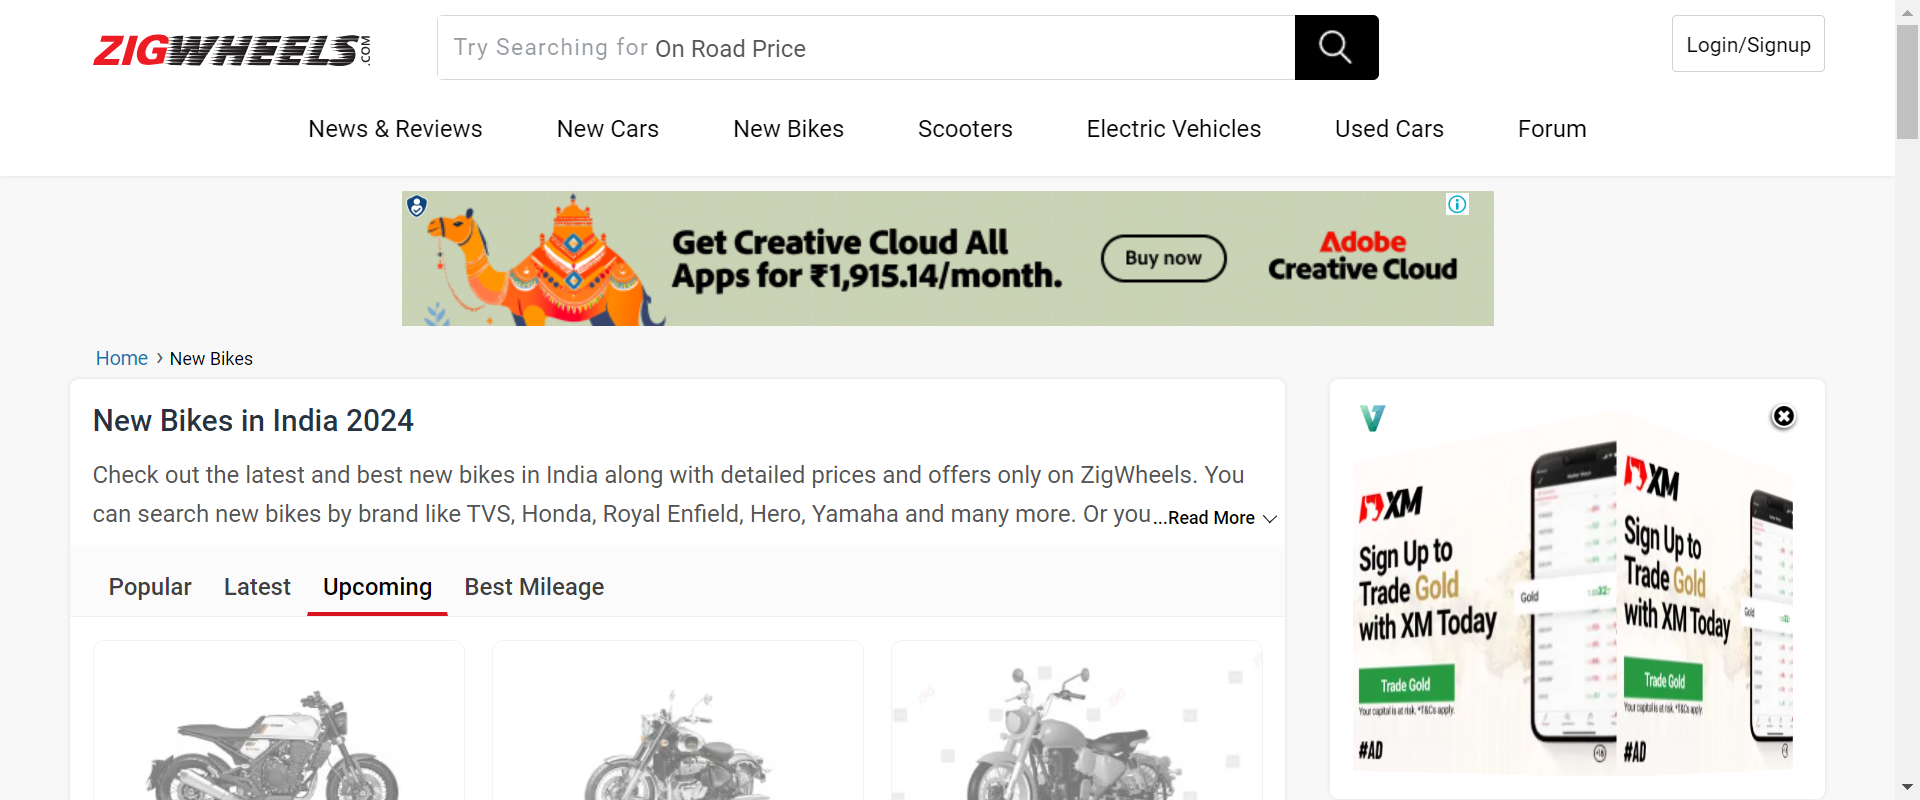 ZIGWHEELS.COM
Try Searching for On Road Price
Login/Signup
News & Reviews
New Cars
New Bikes
Scooters
Electric Vehicles
Used Cars
Forum
Get Creative Cloud All
Apps for ₹1,915.14/month.
Buy now
Adobe
Creative Cloud
Home › New Bikes
New Bikes in India 2024
Check out the latest and best new bikes in India along with detailed prices and offers only on ZigWheels. You
can search new bikes by brand like TVS, Honda, Royal Enfield, Hero, Yamaha and many more. Or you ...Read More
Popular
Latest
Upcoming
Best Mileage
XM
Sign Up to
Trade Gold
with XM Today
Trade Gold
Your capital is at risk. *T&Cs apply.
#AD
Gold
XM
Sign Up to
Trade Gold
with XM Today
Trade Gold
Your capital is at risk. *T&Cs apply.
#AD
Gold